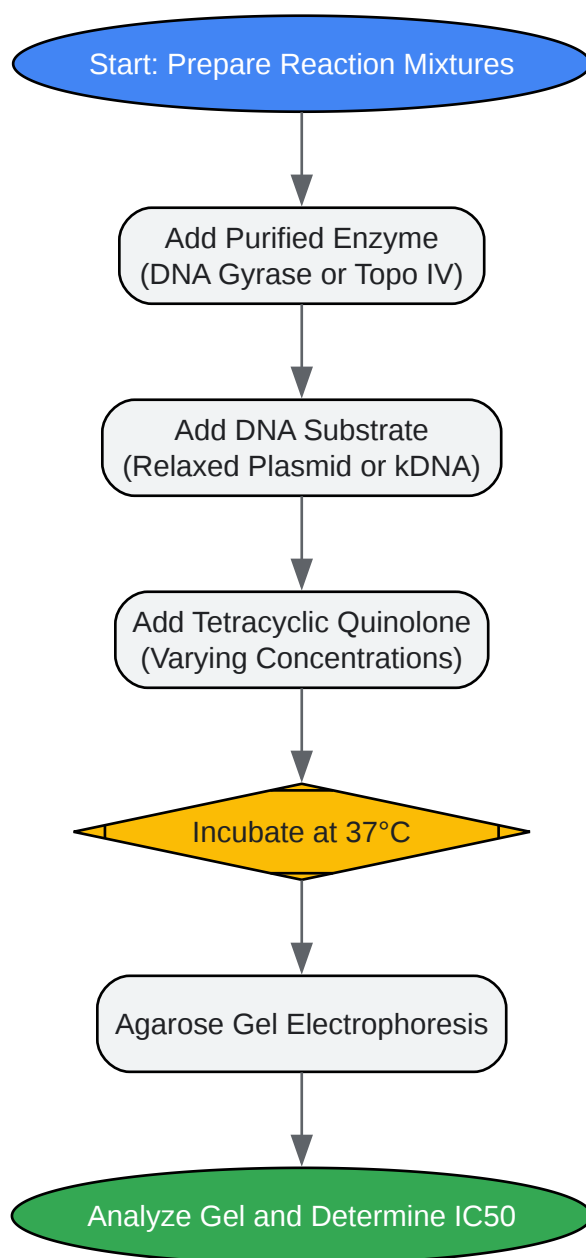 Start: Prepare Reaction Mixtures
Add Purified Enzyme
(DNA Gyrase or Topo IV)
Add DNA Substrate
(Relaxed Plasmid or kDNA)
Add Tetracyclic Quinolone
(Varying Concentrations)
Incubate at 37°C
Agarose Gel Electrophoresis
Analyze Gel and Determine IC50